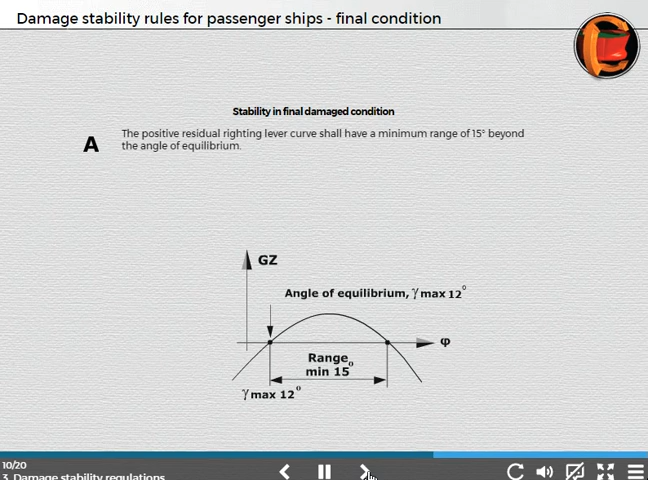 Damage stability rules for passenger ships - final condition
Stability in final damaged condition
A
The positive residual righting lever curve shall have a minimum range of 15° beyond
the angle of equilibrium.
GZ
Angle of equilibrium, γ max 12°
φ
Range
min 15°
γ max 12°
10/20
3. Damage stability regulations